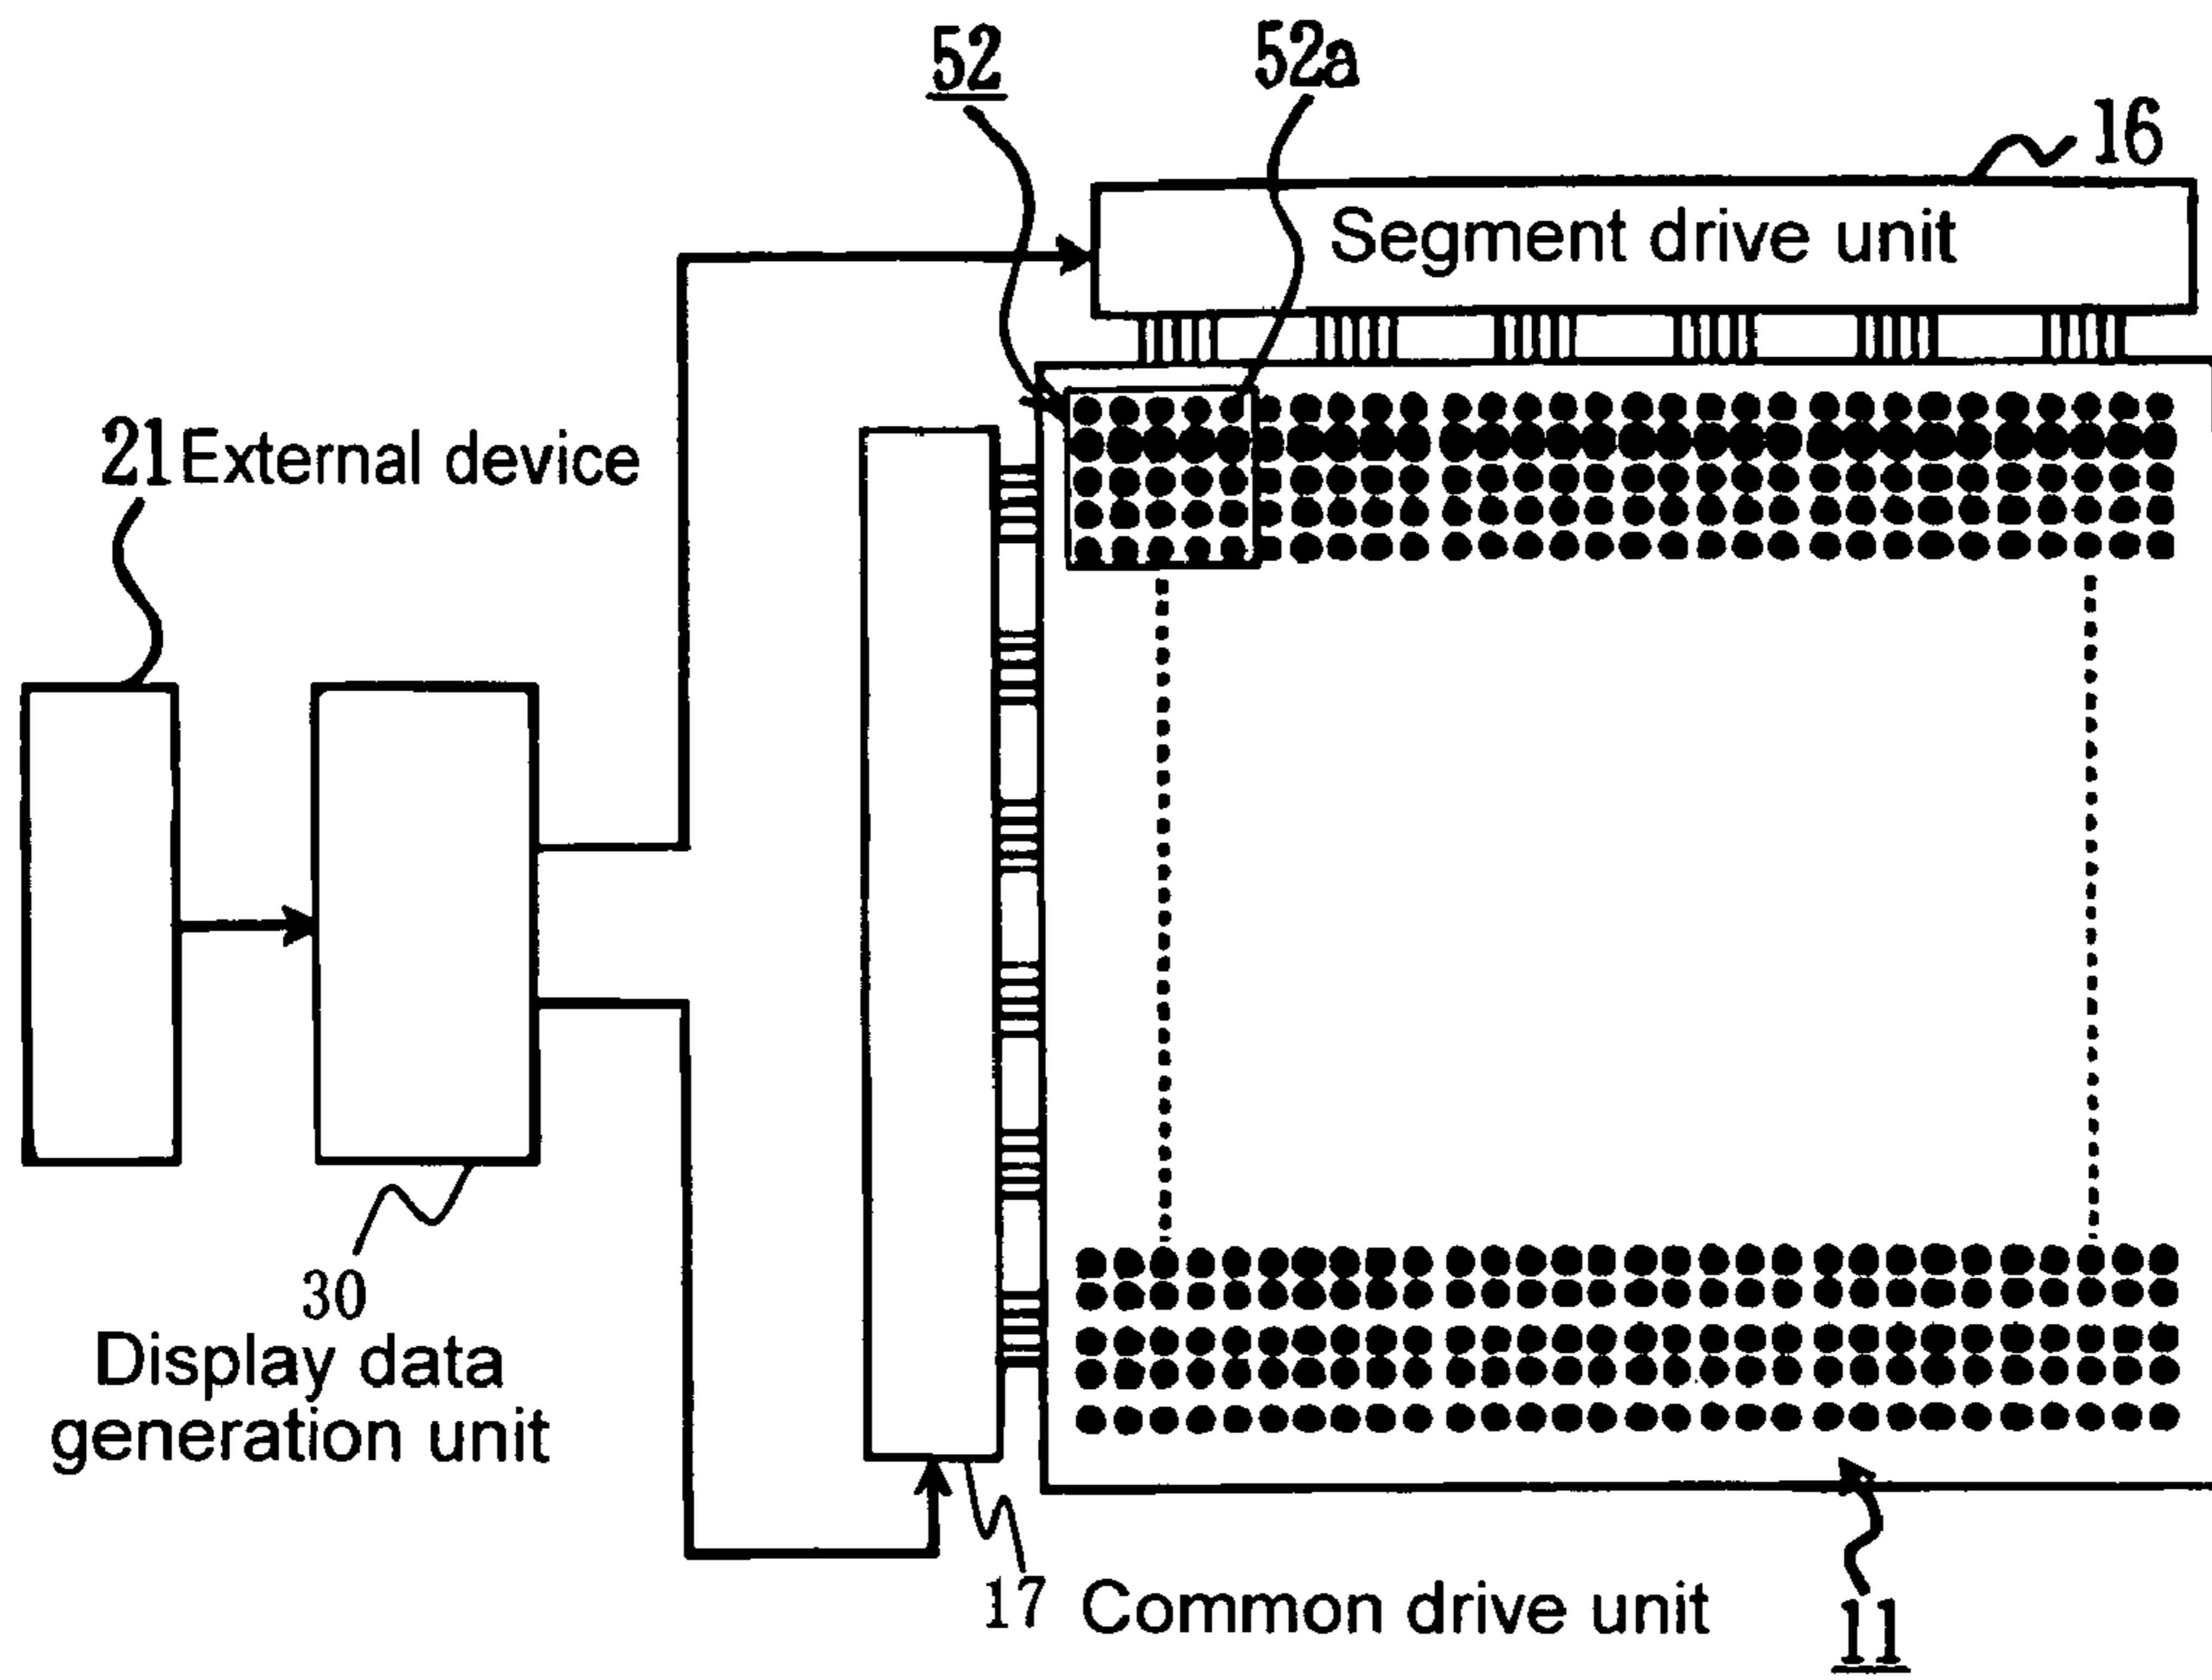 52
52a
16
Segment drive unit
21 External device
30
Display data
generation unit
17 Common drive unit
11